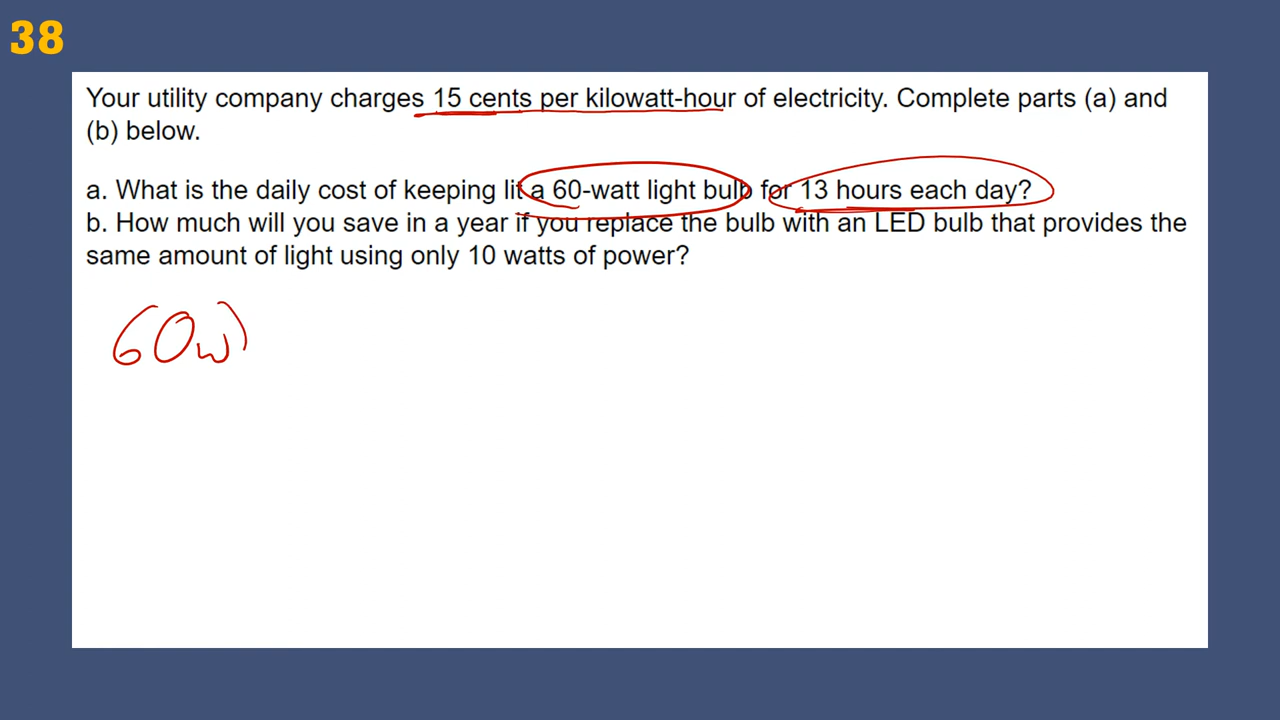 38
Your utility company charges 15 cents per kilowatt-hour of electricity. Complete parts (a) and
(b) below.
a. What is the daily cost of keeping lit a 60-watt light bulb for 13 hours each day?
b. How much will you save in a year if you replace the bulb with an LED bulb that provides the
same amount of light using only 10 watts of power?
60w)